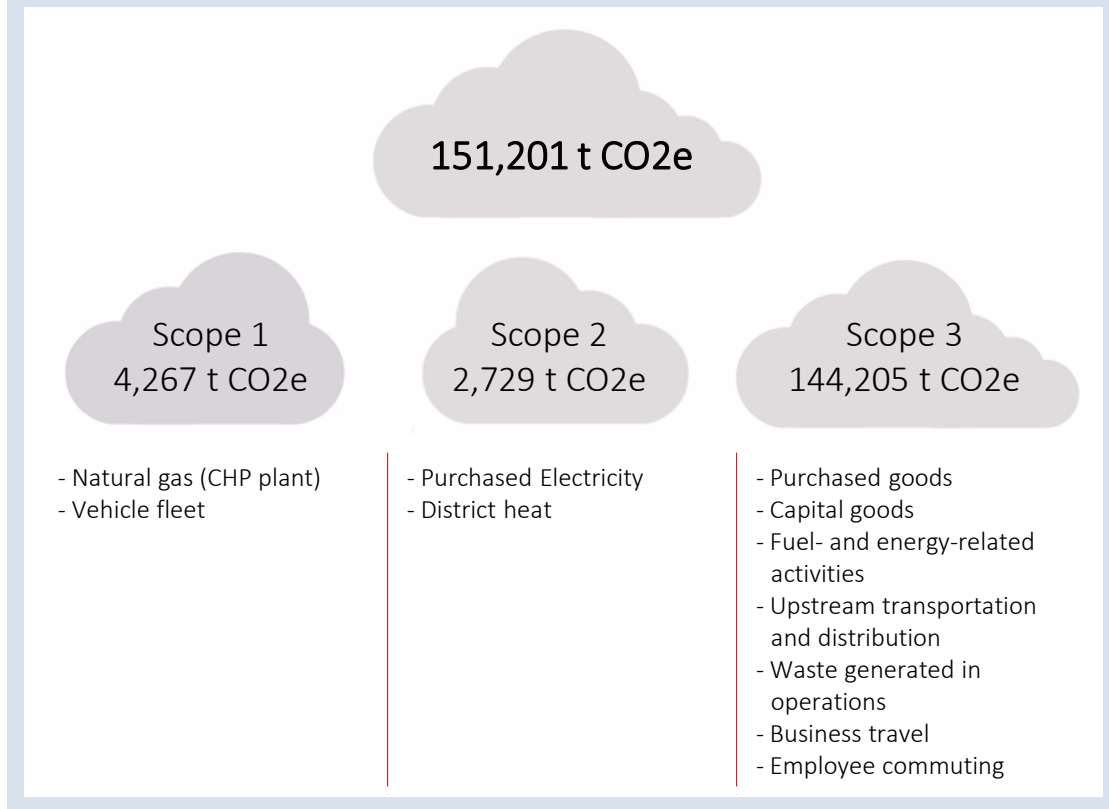 151,201 t CO2e
Scope 1
4,267 t CO2e
Scope 2
2,729 t CO2e
Scope 3
144,205 t CO2e
- Natural gas (CHP plant)
- Vehicle fleet
- Purchased Electricity
- District heat
- Purchased goods
- Capital goods
- Fuel- and energy-related
activities
- Upstream transportation
and distribution
- Waste generated in
operations
- Business travel
- Employee commuting